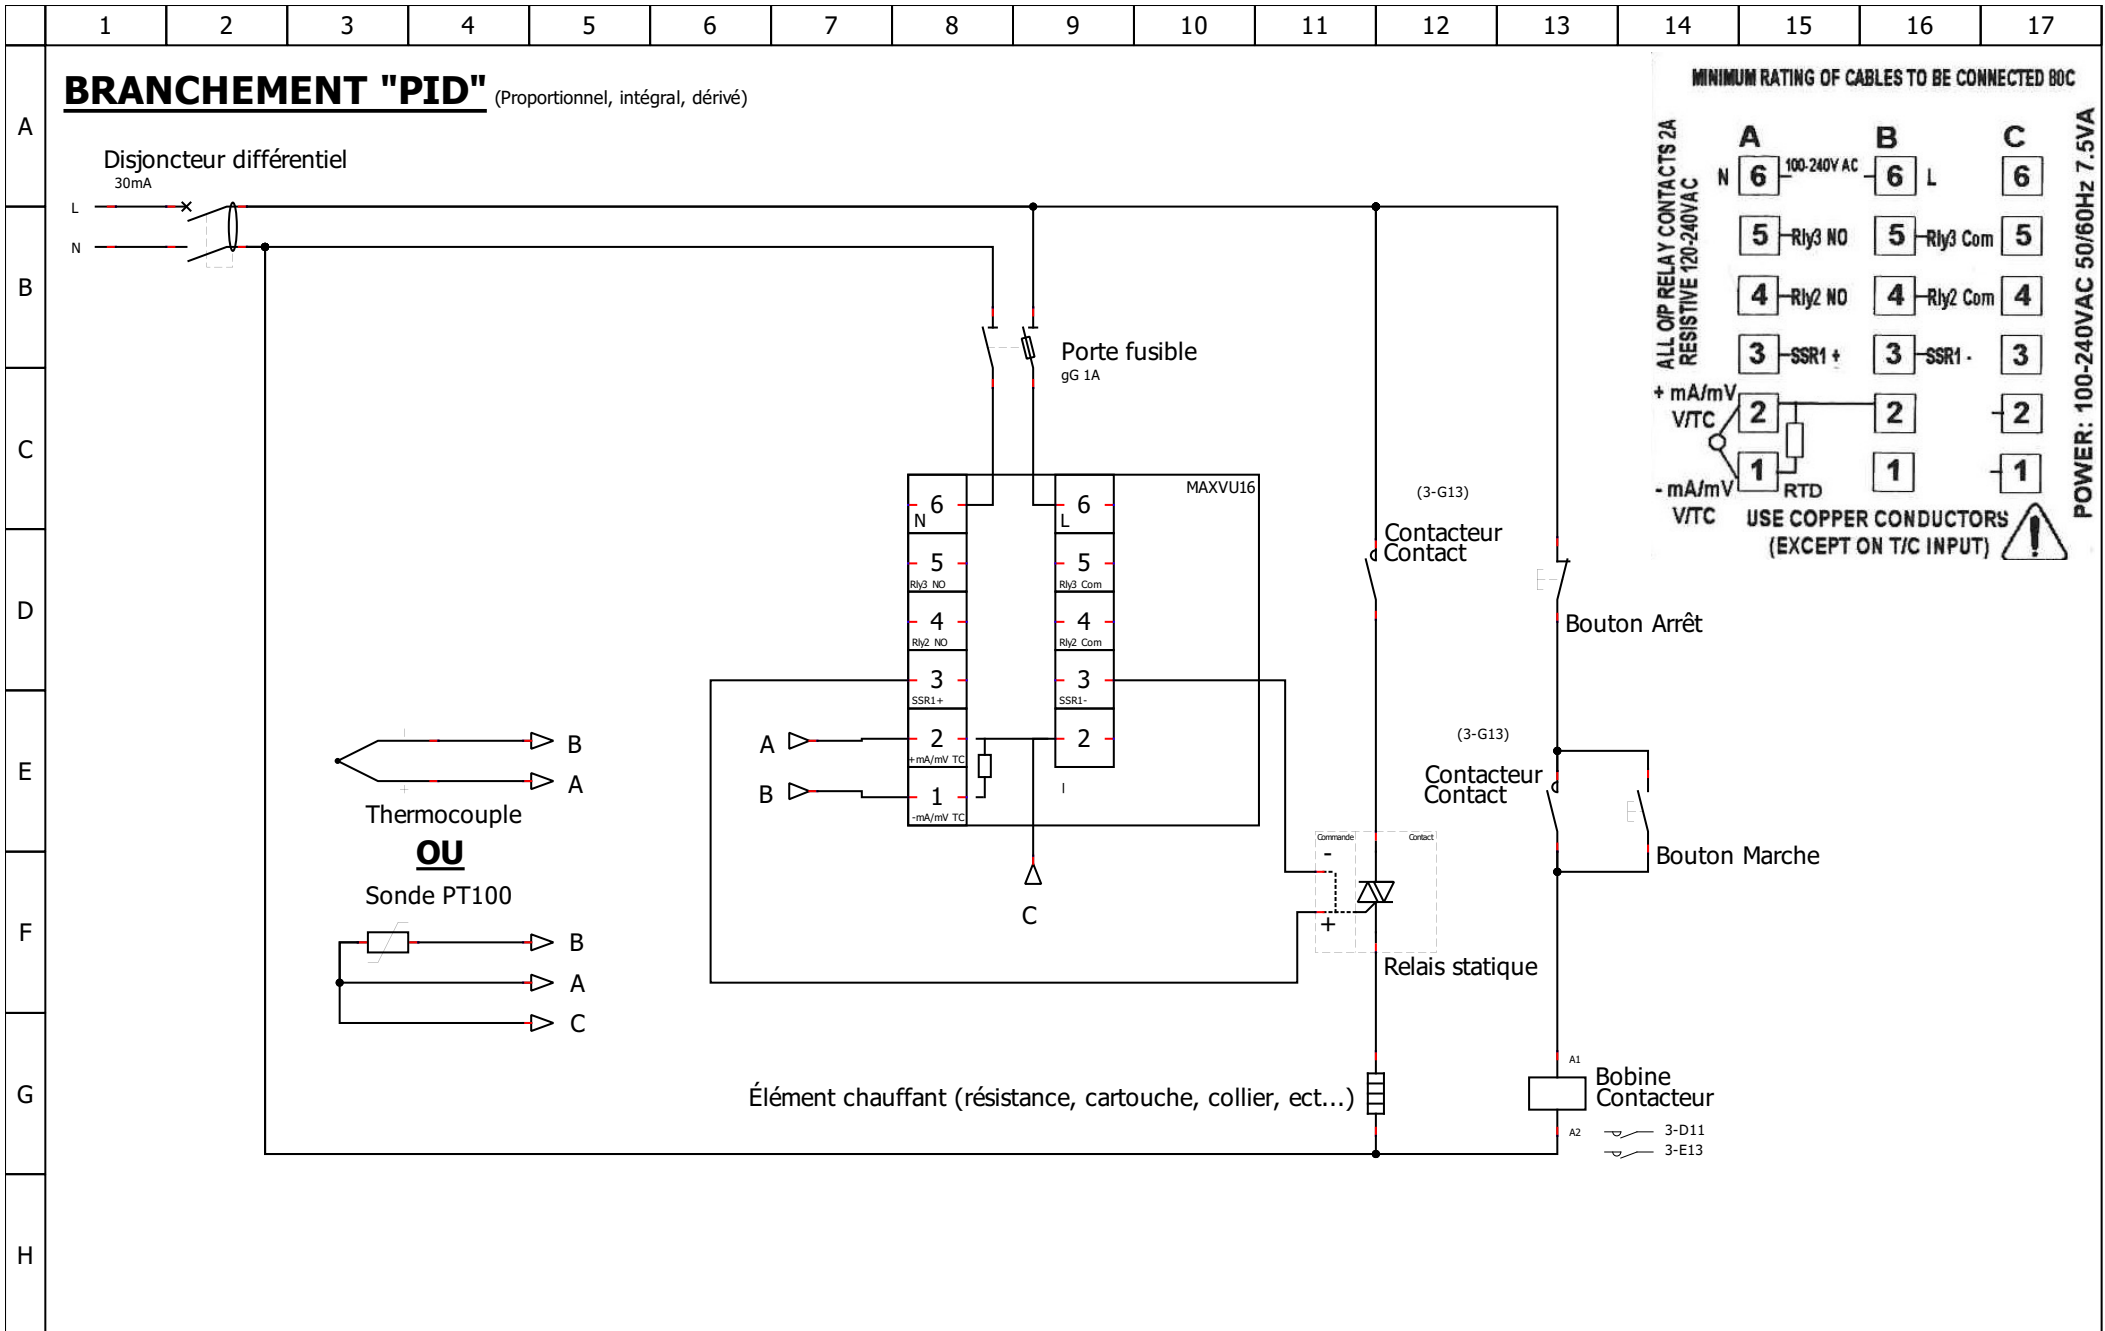 1 2 3 4 5 6 7 8 9 10 11 12 13 14 15 16 17
A
B
C
D
E
F
G
H
BRANCHEMENT "PID" (Proportionnel, intégral, dérivé)
Disjoncteur différentiel
30mA
L
N
Porte fusible
gG 1A
MAXVU16
6
N
6
L
5
Rly3 NO
5
Rly3 Com
4
Rly2 NO
4
Rly2 Com
3
SSR1+
3
SSR1-
2
+mA/mV TC
2
1
-mA/mV TC
I
A
B
C
B
A
+
Thermocouple
OU
Sonde PT100
B
A
C
(3-G13)
Contacteur
Contact
Bouton Arrêt
(3-G13)
Contacteur
Contact
Bouton Marche
Commande
Contact
-
+
Relais statique
Élément chauffant (résistance, cartouche, collier, ect...)
A1
Bobine
Contacteur
A2
3-D11
3-E13
MINIMUM RATING OF CABLES TO BE CONNECTED 80C
ALL O/P RELAY CONTACTS 2A
RESISTIVE 120-240VAC
A B C
N 6 100-240V AC 6 L 6
5 Rly3 NO 5 Rly3 Com 5
4 Rly2 NO 4 Rly2 Com 4
3 SSR1 + 3 SSR1 - 3
+ mA/mV
V/TC
2 2 2
1 1 1
- mA/mV
V/TC
RTD
USE COPPER CONDUCTORS
(EXCEPT ON T/C INPUT)
!
POWER: 100-240VAC 50/60Hz 7.5VA